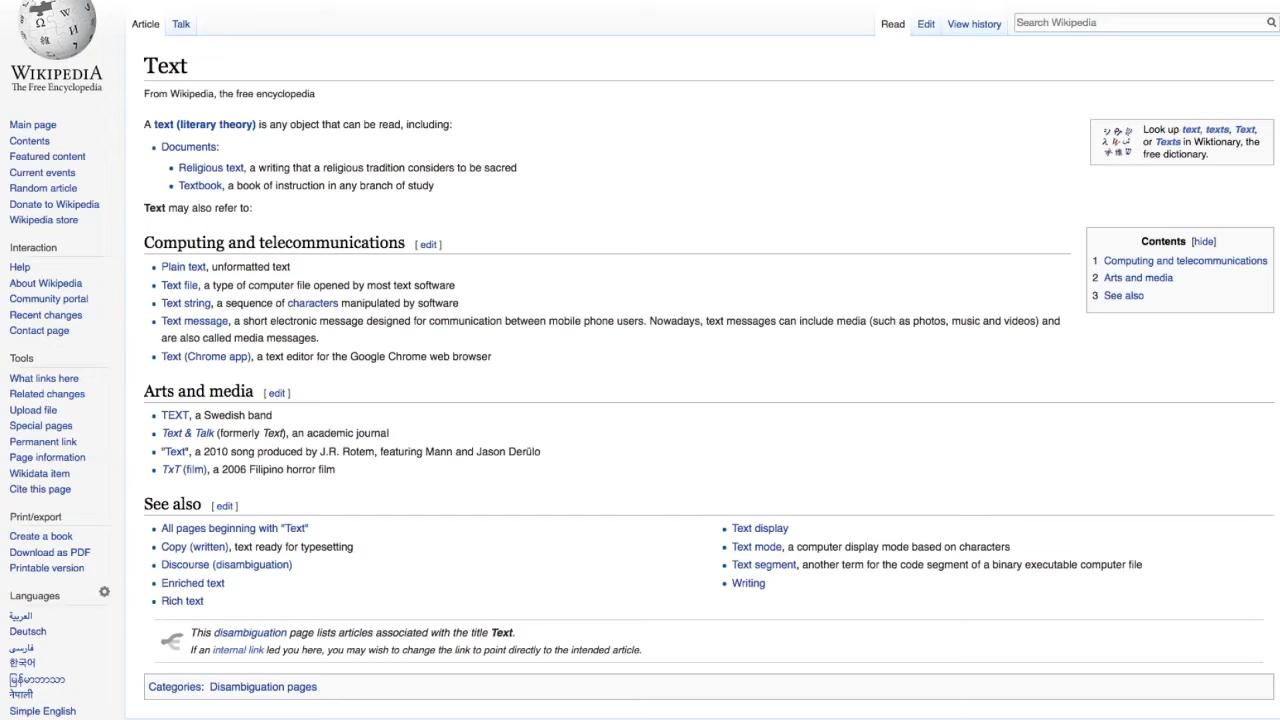 WIKIPEDIA
The Free Encyclopedia
Main page
Contents
Featured content
Current events
Random article
Donate to Wikipedia
Wikipedia store
Interaction
Help
About Wikipedia
Community portal
Recent changes
Contact page
Tools
What links here
Related changes
Upload file
Special pages
Permanent link
Page information
Wikidata item
Cite this page
Print/export
Create a book
Download as PDF
Printable version
Languages
العربية
Deutsch
فارسی
한국어
မြန်မာဘာသာ
नेपाली
Simple English
Article Talk
Read Edit View history Search Wikipedia
Text
From Wikipedia, the free encyclopedia
A text (literary theory) is any object that can be read, including:
Documents:
Religious text, a writing that a religious tradition considers to be sacred
Textbook, a book of instruction in any branch of study
Text may also refer to:
Look up text, texts, Text,
or Texts in Wiktionary, the
free dictionary.
Contents [hide]
1 Computing and telecommunications
2 Arts and media
3 See also
Computing and telecommunications [ edit ]
Plain text, unformatted text
Text file, a type of computer file opened by most text software
Text string, a sequence of characters manipulated by software
Text message, a short electronic message designed for communication between mobile phone users. Nowadays, text messages can include media (such as photos, music and videos) and
are also called media messages.
Text (Chrome app), a text editor for the Google Chrome web browser
Arts and media [ edit ]
TEXT, a Swedish band
Text & Talk (formerly Text), an academic journal
"Text", a 2010 song produced by J.R. Rotem, featuring Mann and Jason Derülo
TxT (film), a 2006 Filipino horror film
See also [ edit ]
All pages beginning with "Text"
Copy (written), text ready for typesetting
Discourse (disambiguation)
Enriched text
Rich text
Text display
Text mode, a computer display mode based on characters
Text segment, another term for the code segment of a binary executable computer file
Writing
This disambiguation page lists articles associated with the title Text.
If an internal link led you here, you may wish to change the link to point directly to the intended article.
Categories: Disambiguation pages